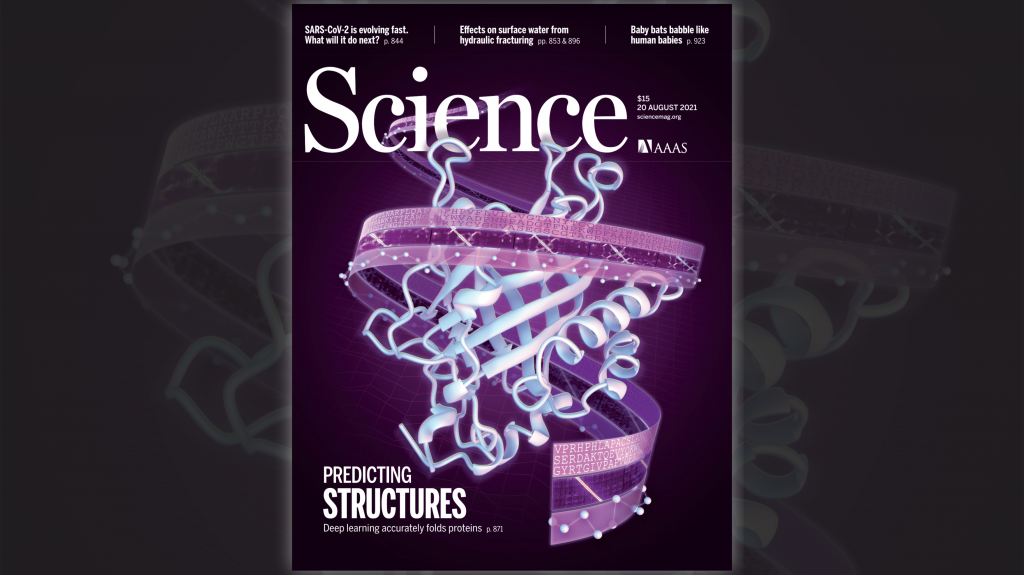 SARS-CoV-2 is evolving fast.
What will it do next? p. 844
Effects on surface water from
hydraulic fracturing pp. 853 & 896
Baby bats babble like
human babies p. 923
Science
$15
20 AUGUST 2021
sciencemag.org
AAAS
VPRHPHLAPACS
SERDAKTQEV
GYRTGIVPAP
PREDICTING
STRUCTURES
Deep learning accurately folds proteins p. 871